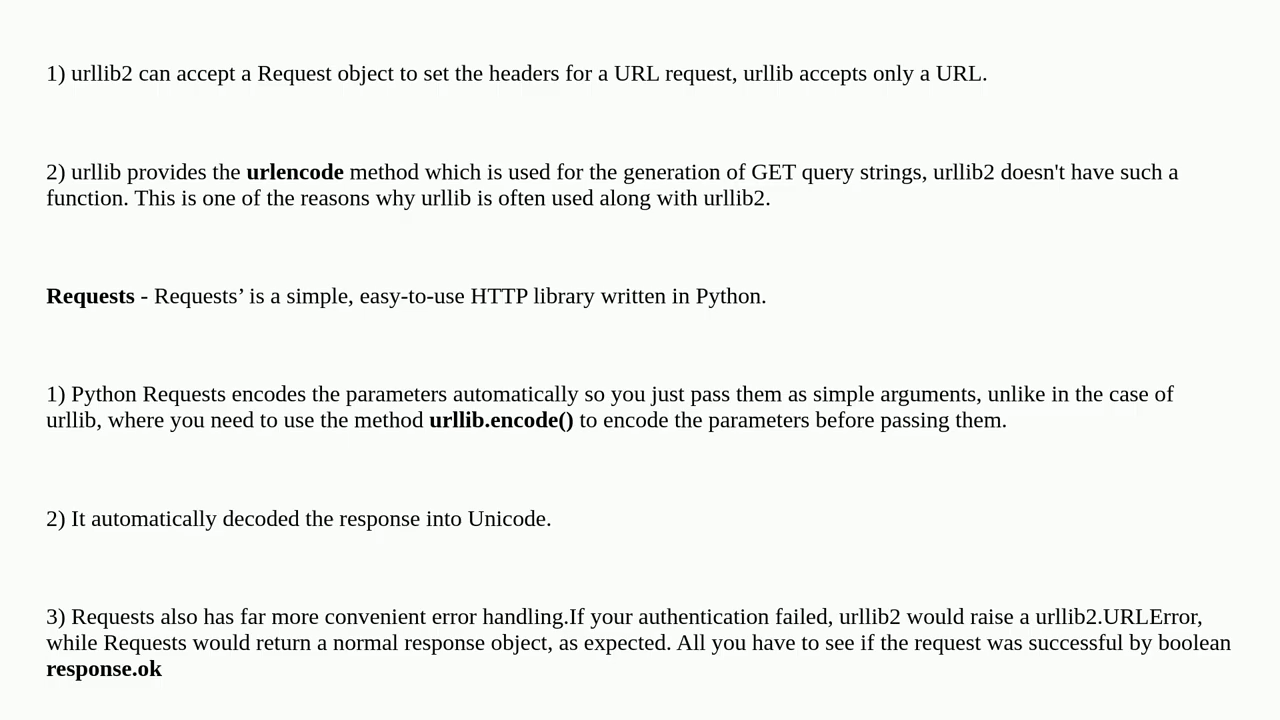 1) urllib2 can accept a Request object to set the headers for a URL request, urllib accepts only a URL.
2) urllib provides the urlencode method which is used for the generation of GET query strings, urllib2 doesn't have such a
function. This is one of the reasons why urllib is often used along with urllib2.
Requests - Requests’ is a simple, easy-to-use HTTP library written in Python.
1) Python Requests encodes the parameters automatically so you just pass them as simple arguments, unlike in the case of
urllib, where you need to use the method urllib.encode() to encode the parameters before passing them.
2) It automatically decoded the response into Unicode.
3) Requests also has far more convenient error handling.If your authentication failed, urllib2 would raise a urllib2.URLError,
while Requests would return a normal response object, as expected. All you have to see if the request was successful by boolean
response.ok